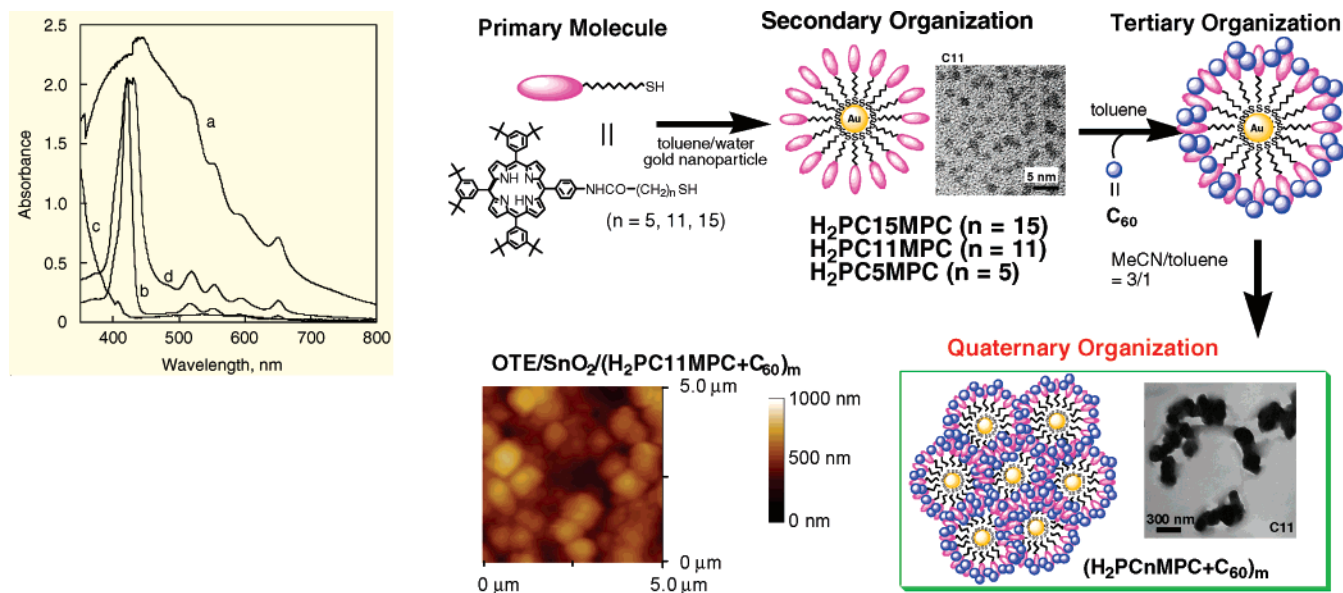 2.5
2.0
1.5
1.0
0.5
0
Absorbance
a
c
d
b
400
500
600
700
800
Wavelength, nm
Primary Molecule
SH
NH
N
N
HN
NHCO-(CH₂)ₙSH
(n = 5, 11, 15)
toluene/water
gold nanoparticle
Secondary Organization
Au
C11
5 nm
H₂PC15MPC (n = 15)
H₂PC11MPC (n = 11)
H₂PC5MPC (n = 5)
toluene
C₆₀
Tertiary Organization
Au
MeCN/toluene
= 3/1
OTE/SnO₂/(H₂PC11MPC+C₆₀)ₘ
5.0 μm
0 μm
0 μm
5.0 μm
1000 nm
500 nm
0 nm
Quaternary Organization
300 nm
C11
(H₂PCnMPC+C₆₀)ₘ